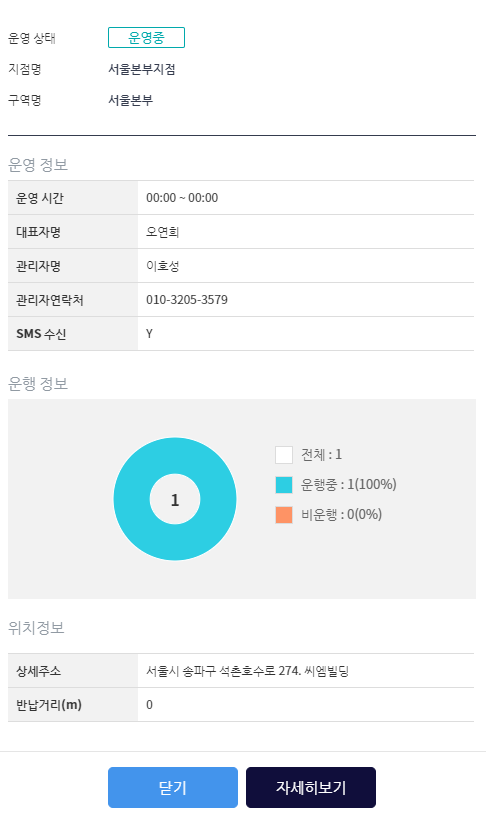 운영 상태 운영중
지점명 서울본부지점
구역명 서울본부
운영 정보
운영 시간 00:00 ~ 00:00
대표자명 오연희
관리자명 이호성
관리자연락처 010-3205-3579
SMS 수신 Y
운행 정보
전체 : 1
1
운행중 : 1(100%)
비운행 : 0(0%)
위치정보
상세주소 서울시 송파구 석촌호수로 274. 씨엠빌딩
반납거리(m) 0
닫기 자세히보기